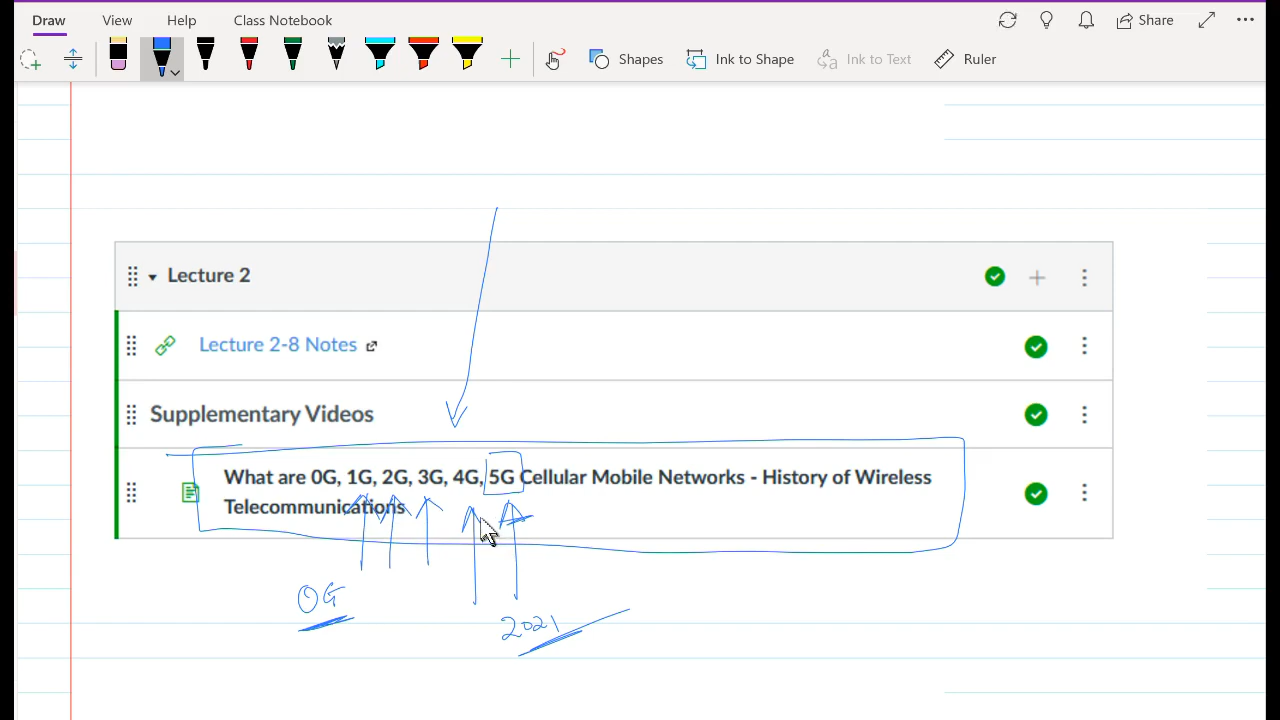 Draw View Help Class Notebook Share
Shapes Ink to Shape Ink to Text Ruler
Lecture 2
Lecture 2-8 Notes
Supplementary Videos
What are 0G, 1G, 2G, 3G, 4G, 5G Cellular Mobile Networks - History of Wireless
Telecommunications
0G
2021